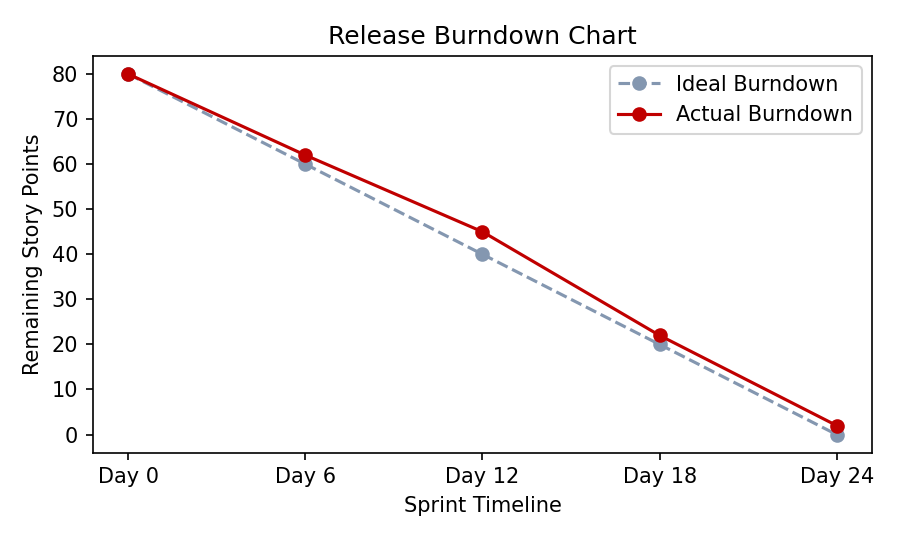 Release Burndown Chart
Ideal Burndown
Actual Burndown
Remaining Story Points
80
70
60
50
40
30
20
10
0
Day 0 Day 6 Day 12 Day 18 Day 24
Sprint Timeline